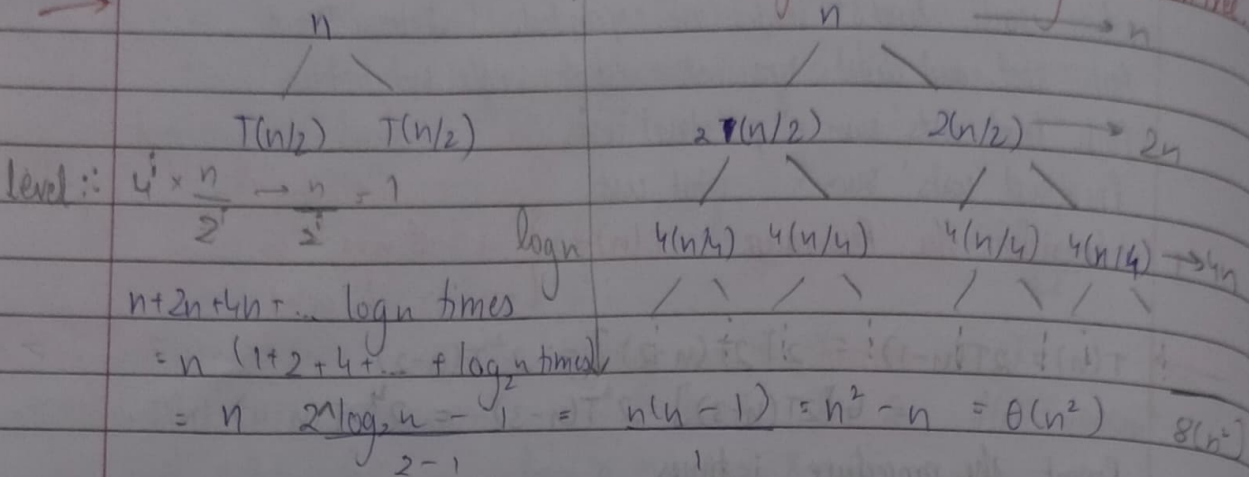 n
T(n/2) T(n/2)
level :: 4^i × n/2^i → n/2^i = 1
n → n
2T(n/2) 2(n/2) → 2n
logn 4(n/4) 4(n/4) 4(n/4) 4(n/4) → 4n
n+2n+4n+... logn times
= n (1+2+4+... + log₂n times)
= n 2^log₂n - 1 / 2-1 = n(n-1) / 1 = n² - n = θ(n²)
8(n²)